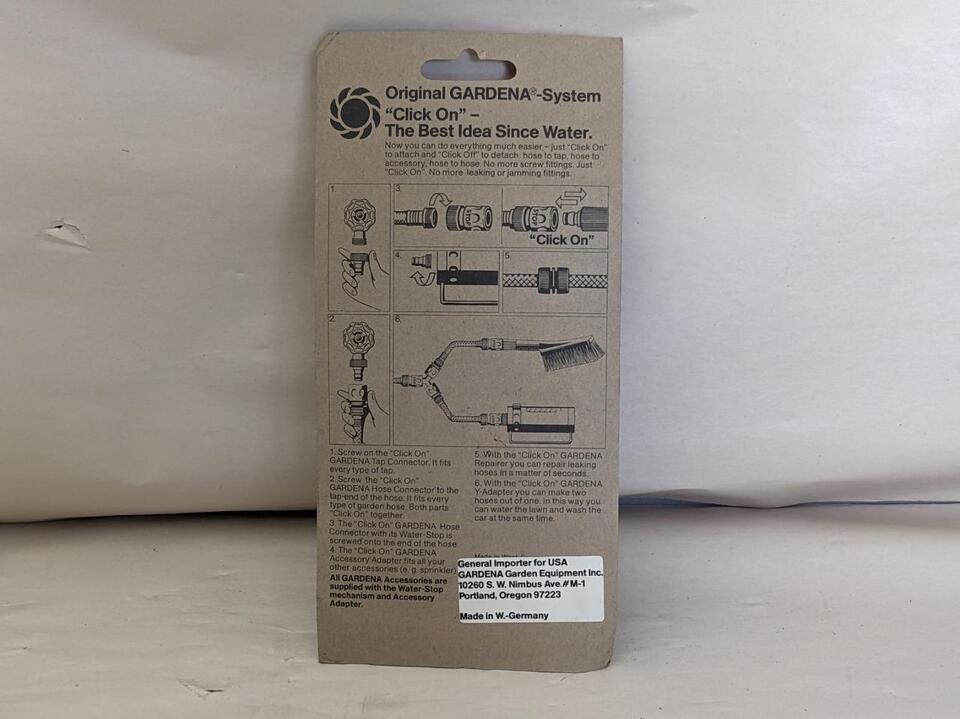 Original GARDENA®-System
“Click On” –
The Best Idea Since Water.
Now you can do everything much easier – just “Click On”
to attach and “Click Off” to detach: hose to tap, hose to
accessory, hose to hose. No more screw fittings. Just
“Click On”. No more leaking or jamming fittings.
1.
3.
STOP
“Click On”
4.
5.
2.
6.
1. Screw on the “Click On”
GARDENA Tap Connector. It fits
every type of tap.
2. Screw the “Click On”
GARDENA Hose Connector to the
tap-end of the hose. It fits every
type of garden hose. Both parts
“Click On” together.
3. The “Click On” GARDENA Hose
Connector with its Water-Stop is
screwed onto the end of the hose
4. The “Click On” GARDENA
Accessory Adapter fits all your
other accessories (e. g. sprinkler)
All GARDENA Accessories are
supplied with the Water-Stop
mechanism and Accessory
Adapter.
5. With the “Click On” GARDENA
Repairer you can repair leaking
hoses in a matter of seconds.
6. With the “Click On” GARDENA
Y-Adapter you can make two
hoses out of one. In this way you
can water the lawn and wash the
car at the same time.
Made in
General Importer for USA
GARDENA Garden Equipment Inc.
10260 S. W. Nimbus Ave. # M-1
Portland, Oregon 97223
Made in W.-Germany